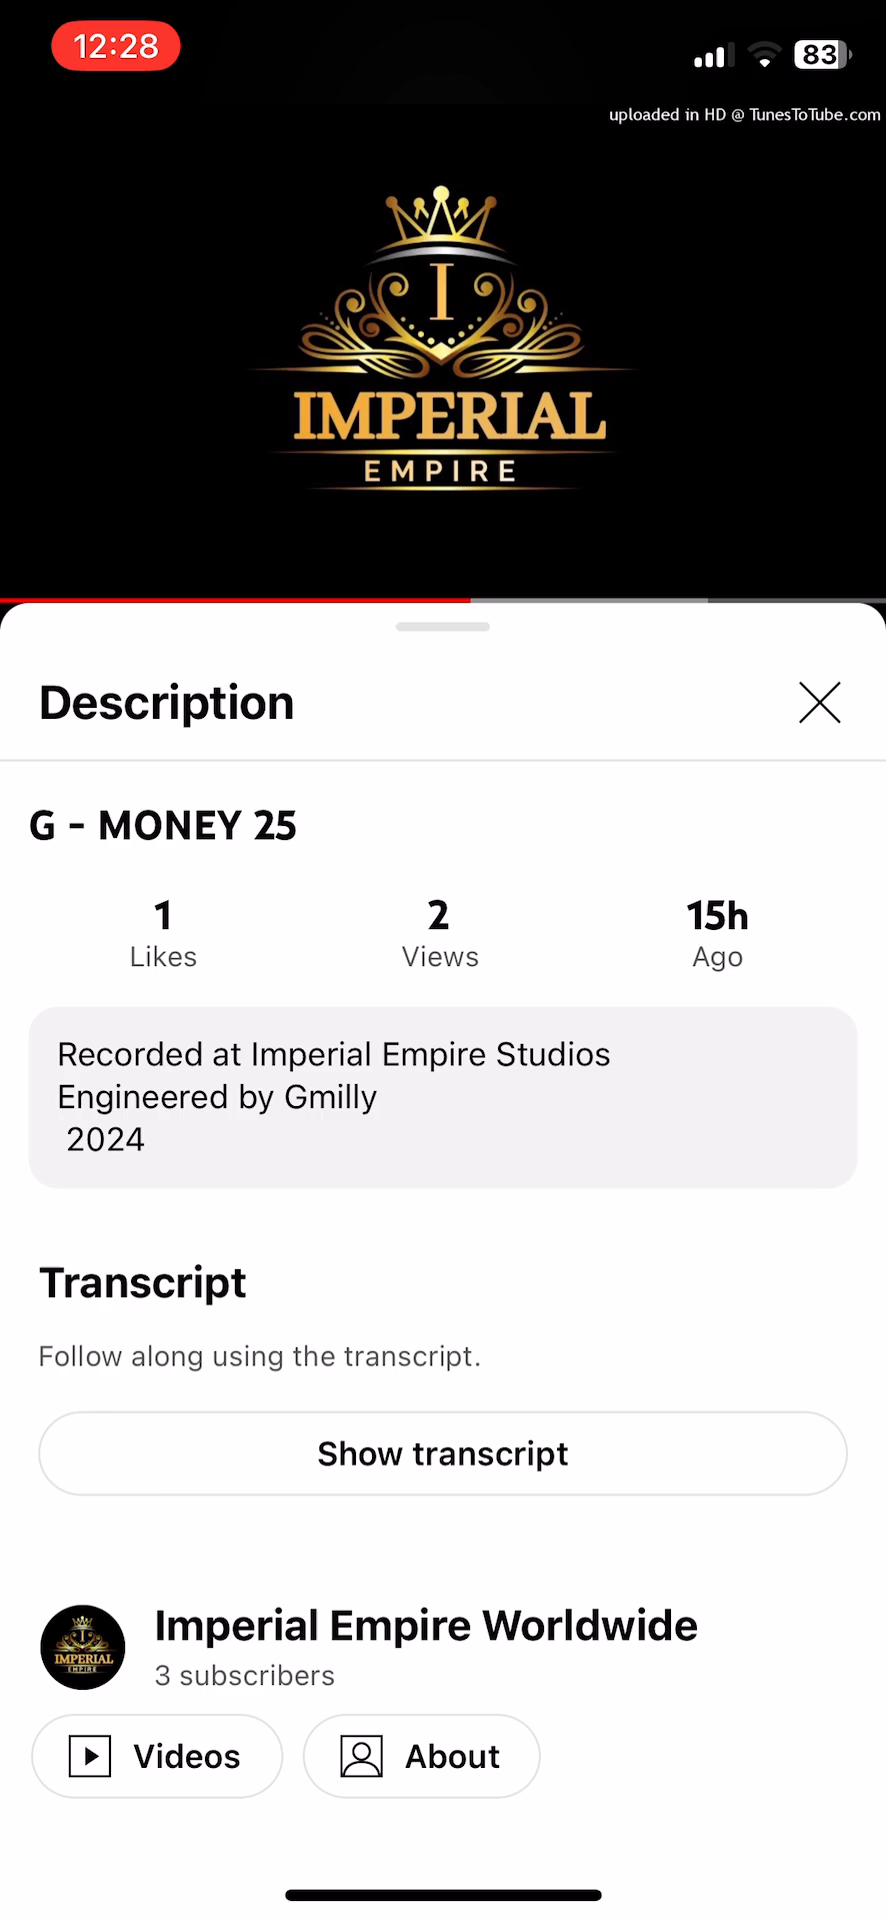 12:28
83
uploaded in HD @ TunesToTube.com
I
IMPERIAL
EMPIRE
Description
G - MONEY 25
1
Likes
2
Views
15h
Ago
Recorded at Imperial Empire Studios
Engineered by Gmilly
2024
Transcript
Follow along using the transcript.
Show transcript
I
IMPERIAL
EMPIRE
Imperial Empire Worldwide
3 subscribers
Videos
About